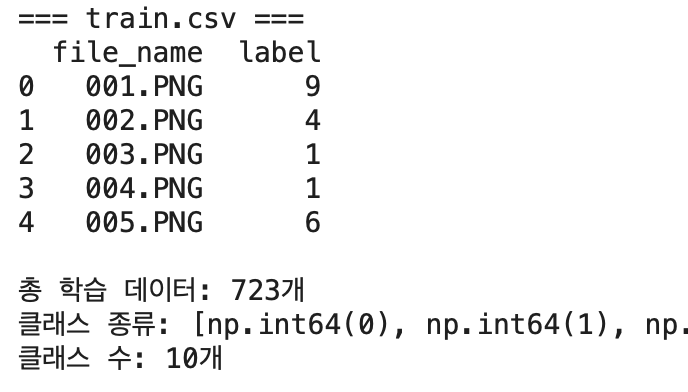 === train.csv ===
file_name label
0 001.PNG 9
1 002.PNG 4
2 003.PNG 1
3 004.PNG 1
4 005.PNG 6
총 학습 데이터: 723개
클래스 종류: [np.int64(0), np.int64(1), np.
클래스 수: 10개